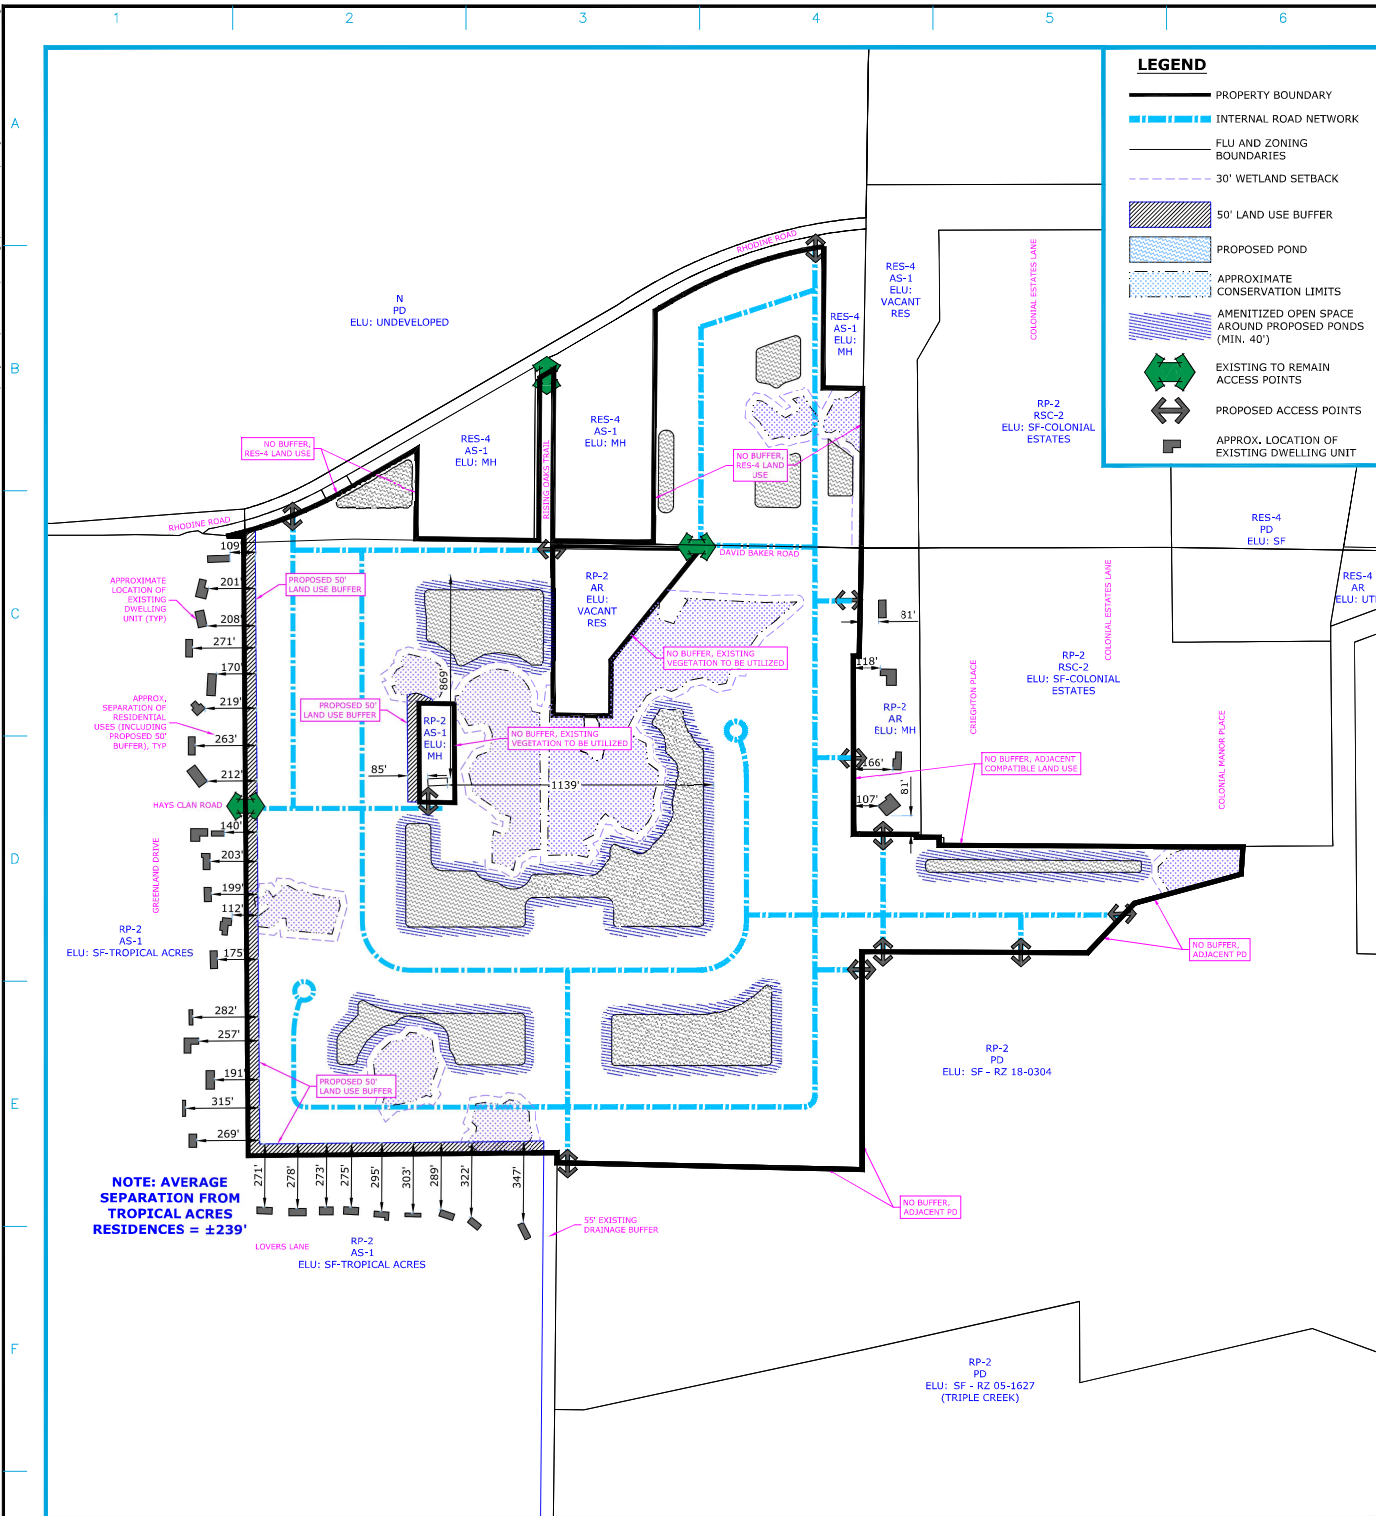 1
2
3
4
5
6
A
B
C
D
E
F
LEGEND
PROPERTY BOUNDARY
INTERNAL ROAD NETWORK
FLU AND ZONING
BOUNDARIES
30' WETLAND SETBACK
50' LAND USE BUFFER
PROPOSED POND
APPROXIMATE
CONSERVATION LIMITS
AMENITIZED OPEN SPACE
AROUND PROPOSED PONDS
(MIN. 40')
EXISTING TO REMAIN
ACCESS POINTS
PROPOSED ACCESS POINTS
APPROX. LOCATION OF
EXISTING DWELLING UNIT
RHODINE ROAD
N
PD
ELU: UNDEVELOPED
RES-4
AS-1
ELU:
VACANT
RES
RES-4
AS-1
ELU:
MH
COLONIAL ESTATES LANE
RP-2
RSC-2
ELU: SF-COLONIAL
ESTATES
RES-4
AS-1
ELU: MH
RES-4
AS-1
ELU: MH
RISING OAKS TRAIL
NO BUFFER,
RES-4 LAND USE
NO BUFFER,
RES-4 LAND
USE
RHODINE ROAD
DAVID BAKER ROAD
RES-4
PD
ELU: SF
RES-4
AR
ELU: UTI
109'
201'
208'
271'
170'
219'
263'
212'
140'
203'
199'
112'
175'
282'
257'
191'
315'
269'
APPROXIMATE
LOCATION OF
EXISTING
DWELLING
UNIT (TYP)
PROPOSED 50'
LAND USE BUFFER
RP-2
AR
ELU:
VACANT
RES
NO BUFFER, EXISTING
VEGETATION TO BE UTILIZED
869'
81'
118'
RP-2
AR
ELU: MH
166'
107'
81'
RP-2
RSC-2
ELU: SF-COLONIAL
ESTATES
COLONIAL ESTATES LANE
CRIEGHTON PLACE
COLONIAL MANOR PLACE
APPROX.
SEPARATION OF
RESIDENTIAL
USES (INCLUDING
PROPOSED 50'
BUFFER), TYP
PROPOSED 50'
LAND USE BUFFER
RP-2
AS-1
ELU:
MH
NO BUFFER, EXISTING
VEGETATION TO BE UTILIZED
85'
1139'
NO BUFFER, ADJACENT
COMPATIBLE LAND USE
HAYS CLAN ROAD
GREENLAND DRIVE
RP-2
AS-1
ELU: SF-TROPICAL ACRES
NO BUFFER,
ADJACENT PD
RP-2
PD
ELU: SF - RZ 18-0304
PROPOSED 50'
LAND USE BUFFER
NOTE: AVERAGE
SEPARATION FROM
TROPICAL ACRES
RESIDENCES = ±239'
271'
278'
273'
275'
295'
303'
289'
322'
347'
NO BUFFER,
ADJACENT PD
55' EXISTING
DRAINAGE BUFFER
LOVERS LANE
RP-2
AS-1
ELU: SF-TROPICAL ACRES
RP-2
PD
ELU: SF - RZ 05-1627
(TRIPLE CREEK)